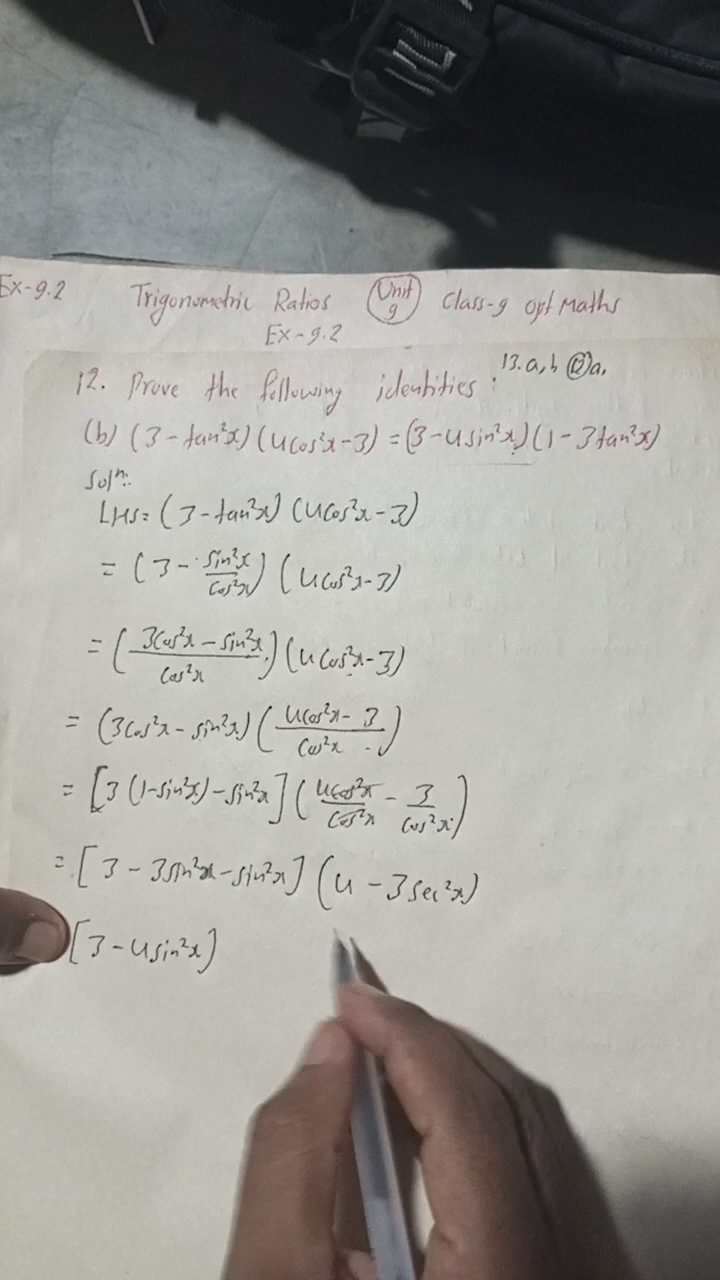 Ex-9.2
Trigonometric Ratios Unit 9 Class-9 opt Maths
Ex-9.2
13. a, b (12) a,
12. Prove the following identities :
(b) (3 - tan²x) (4cos²x - 3) = (3 - 4sin²x) (1 - 3tan²x)
Solⁿ:
LHS = (3 - tan²x) (4cos²x - 3)
= (3 - sin²x/cos²x) (4cos²x - 3)
= ((3cos²x - sin²x)/cos²x) (4cos²x - 3)
= (3cos²x - sin²x) ((4cos²x - 3)/cos²x)
= [3 (1 - sin²x) - sin²x] (4cos²x/cos²x - 3/cos²x)
= [3 - 3sin²x - sin²x] (4 - 3sec²x)
[3 - 4sin²x)